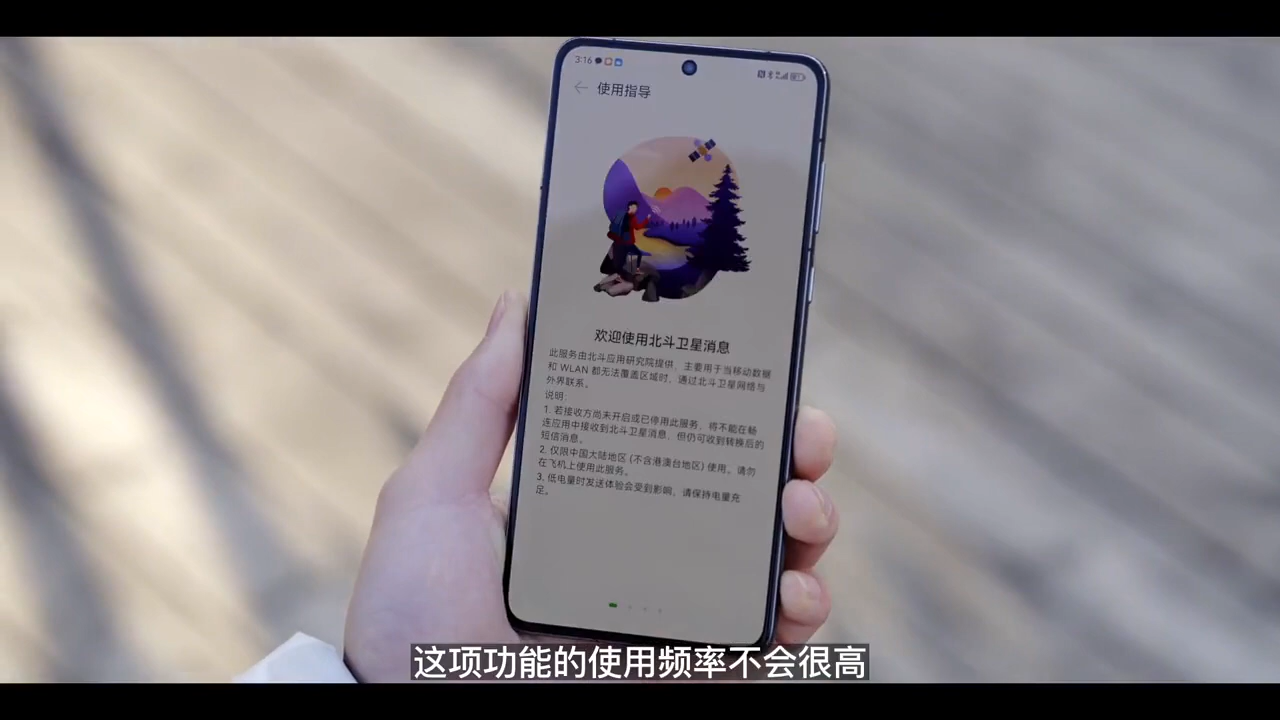 3:16
使用指导
欢迎使用北斗卫星消息
此服务由北斗应用研究院提供，主要用于当移动数据
和 WLAN 都无法覆盖区域时，通过北斗卫星网络与
外界联系。
说明：
1. 若接收方尚未开启或已停用此服务，将不能在畅
连应用中接收到北斗卫星消息，但仍可收到转换后的
短信消息。
2. 仅限中国大陆地区 (不含港澳台地区) 使用。请勿
在飞机上使用此服务。
3. 低电量时发送体验会受到影响，请保持电量充
足。
这项功能的使用频率不会很高